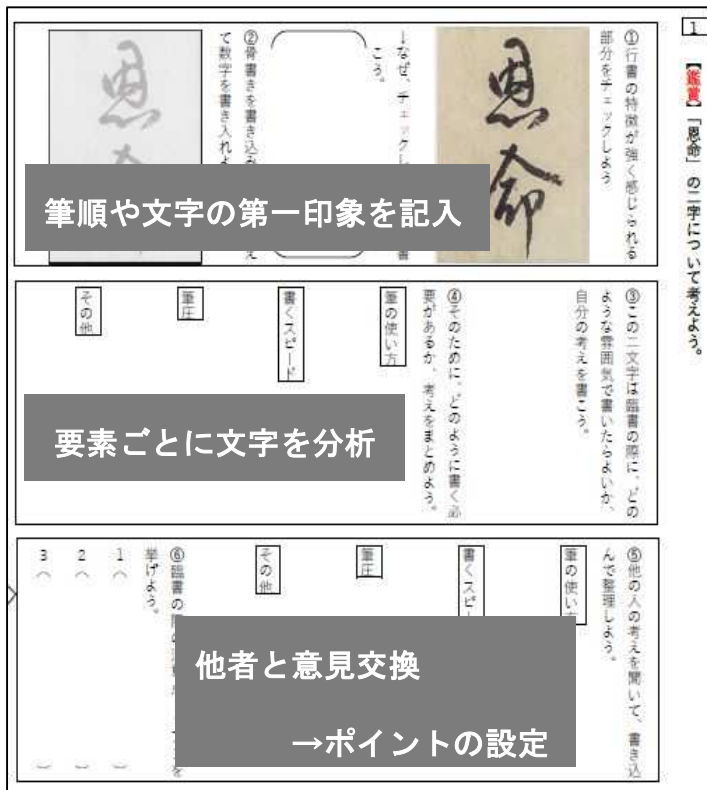 1
【鑑賞】「恩命」の二字について考えよう。
①行書の特徴が強く感じられる
部分をチェックしよう
恩命
→なぜ、チェックし
書
こう。
②骨書きを書き込み
え
て数字を書き入れよ
恩
筆順や文字の第一印象を記入
③この二文字は臨書の際に、どの
ような雰囲気で書いたらよいか、
自分の考えを書こう。
④そのために、どのように書く必
要があるか、考えをまとめよう。
筆の使い方
書くスピード
筆圧
その他
要素ごとに文字を分析
⑤他の人の考えを聞いて、書き込
んで整理しよう。
筆の使い方
書くスピー
筆圧
その他
⑥臨書の際の
を
挙げよう。
1（ ）
2（ ）
3（ ）
他者と意見交換
→ポイントの設定